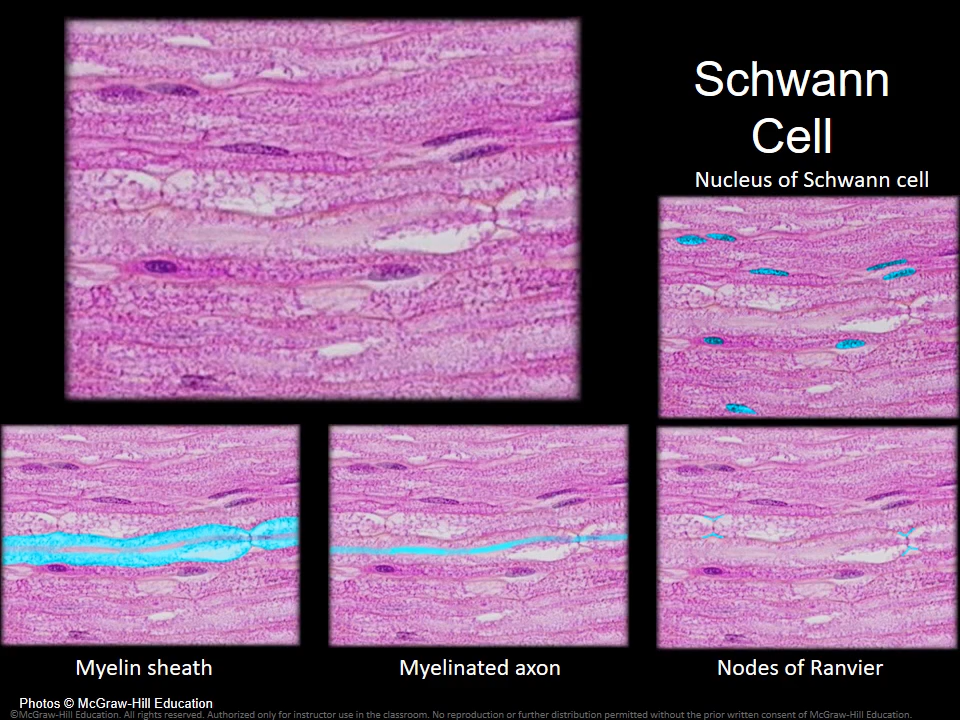 Schwann
Cell
Nucleus of Schwann cell
Myelin sheath
Myelinated axon
Nodes of Ranvier
Photos © McGraw-Hill Education
©McGraw-Hill Education. All rights reserved. Authorized only for instructor use in the classroom. No reproduction or further distribution permitted without the prior written consent of McGraw-Hill Education.